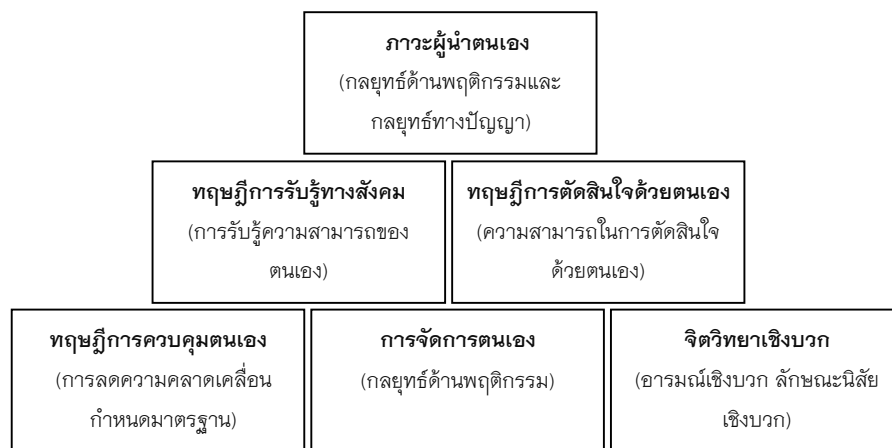 ภาวะผู้นำตนเอง
(กลยุทธ์ด้านพฤติกรรมและ
กลยุทธ์ทางปัญญา)
ทฤษฎีการรับรู้ทางสังคม
(การรับรู้ความสามารถของ
ตนเอง)
ทฤษฎีการตัดสินใจด้วยตนเอง
(ความสามารถในการตัดสินใจ
ด้วยตนเอง)
ทฤษฎีการควบคุมตนเอง
(การลดความคลาดเคลื่อน
กำหนดมาตรฐาน)
การจัดการตนเอง
(กลยุทธ์ด้านพฤติกรรม)
จิตวิทยาเชิงบวก
(อารมณ์เชิงบวก ลักษณะนิสัย
เชิงบวก)